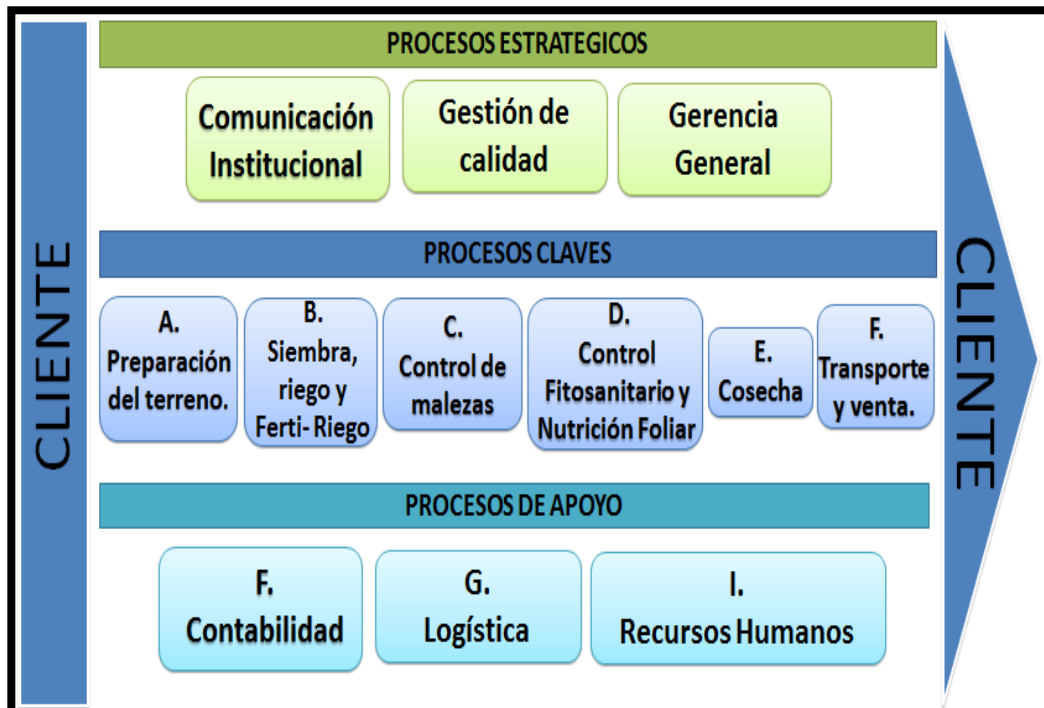 CLIENTE
PROCESOS ESTRATEGICOS
Comunicación
Institucional
Gestión de
calidad
Gerencia
General
PROCESOS CLAVES
A.
Preparación
del terreno.
B.
Siembra,
riego y
Ferti- Riego
C.
Control de
malezas
D.
Control
Fitosanitario y
Nutrición Foliar
E.
Cosecha
F.
Transporte
y venta.
PROCESOS DE APOYO
F.
Contabilidad
G.
Logística
I.
Recursos Humanos
CLIENTE